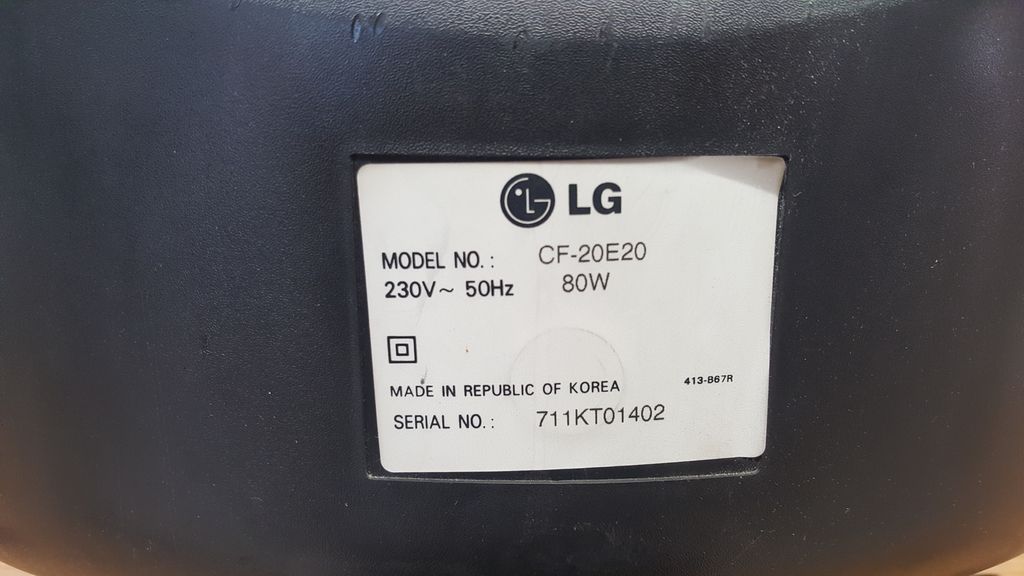 LG
MODEL NO.: CF-20E20
230V~ 50Hz 80W
MADE IN REPUBLIC OF KOREA 413-B67R
SERIAL NO.: 711KT01402